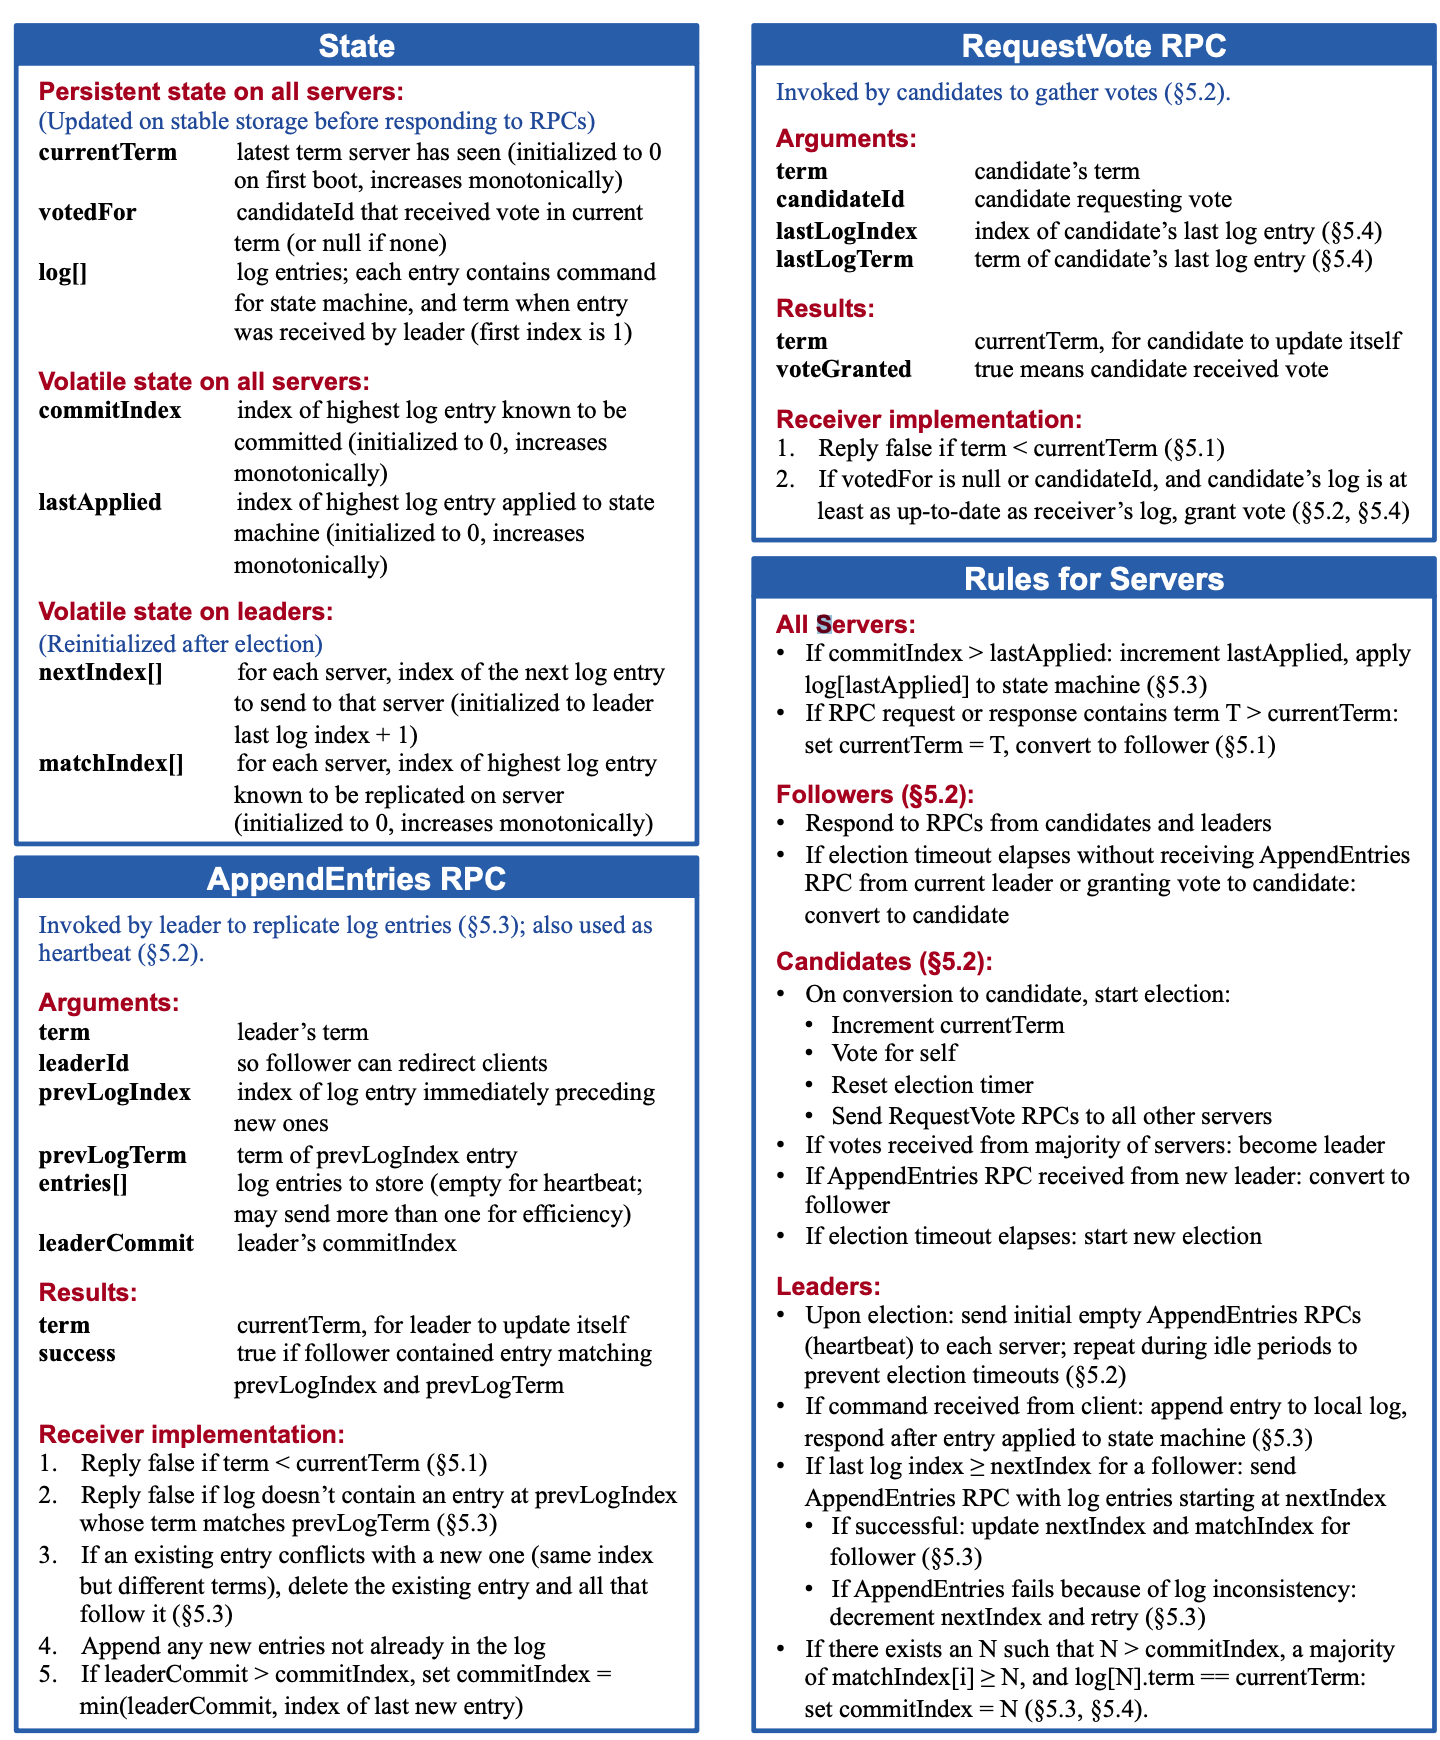 State
Persistent state on all servers:
(Updated on stable storage before responding to RPCs)
currentTerm latest term server has seen (initialized to 0
on first boot, increases monotonically)
votedFor candidateId that received vote in current
term (or null if none)
log[] log entries; each entry contains command
for state machine, and term when entry
was received by leader (first index is 1)
Volatile state on all servers:
commitIndex index of highest log entry known to be
committed (initialized to 0, increases
monotonically)
lastApplied index of highest log entry applied to state
machine (initialized to 0, increases
monotonically)
Volatile state on leaders:
(Reinitialized after election)
nextIndex[] for each server, index of the next log entry
to send to that server (initialized to leader
last log index + 1)
matchIndex[] for each server, index of highest log entry
known to be replicated on server
(initialized to 0, increases monotonically)
AppendEntries RPC
Invoked by leader to replicate log entries (§5.3); also used as
heartbeat (§5.2).
Arguments:
term leader’s term
leaderId so follower can redirect clients
prevLogIndex index of log entry immediately preceding
new ones
prevLogTerm term of prevLogIndex entry
entries[] log entries to store (empty for heartbeat;
may send more than one for efficiency)
leaderCommit leader’s commitIndex
Results:
term currentTerm, for leader to update itself
success true if follower contained entry matching
prevLogIndex and prevLogTerm
Receiver implementation:
1. Reply false if term < currentTerm (§5.1)
2. Reply false if log doesn’t contain an entry at prevLogIndex
whose term matches prevLogTerm (§5.3)
3. If an existing entry conflicts with a new one (same index
but different terms), delete the existing entry and all that
follow it (§5.3)
4. Append any new entries not already in the log
5. If leaderCommit > commitIndex, set commitIndex =
min(leaderCommit, index of last new entry)
RequestVote RPC
Invoked by candidates to gather votes (§5.2).
Arguments:
term candidate’s term
candidateId candidate requesting vote
lastLogIndex index of candidate’s last log entry (§5.4)
lastLogTerm term of candidate’s last log entry (§5.4)
Results:
term currentTerm, for candidate to update itself
voteGranted true means candidate received vote
Receiver implementation:
1. Reply false if term < currentTerm (§5.1)
2. If votedFor is null or candidateId, and candidate’s log is at
least as up-to-date as receiver’s log, grant vote (§5.2, §5.4)
Rules for Servers
All Servers:
• If commitIndex > lastApplied: increment lastApplied, apply
log[lastApplied] to state machine (§5.3)
• If RPC request or response contains term T > currentTerm:
set currentTerm = T, convert to follower (§5.1)
Followers (§5.2):
• Respond to RPCs from candidates and leaders
• If election timeout elapses without receiving AppendEntries
RPC from current leader or granting vote to candidate:
convert to candidate
Candidates (§5.2):
• On conversion to candidate, start election:
• Increment currentTerm
• Vote for self
• Reset election timer
• Send RequestVote RPCs to all other servers
• If votes received from majority of servers: become leader
• If AppendEntries RPC received from new leader: convert to
follower
• If election timeout elapses: start new election
Leaders:
• Upon election: send initial empty AppendEntries RPCs
(heartbeat) to each server; repeat during idle periods to
prevent election timeouts (§5.2)
• If command received from client: append entry to local log,
respond after entry applied to state machine (§5.3)
• If last log index ≥ nextIndex for a follower: send
AppendEntries RPC with log entries starting at nextIndex
• If successful: update nextIndex and matchIndex for
follower (§5.3)
• If AppendEntries fails because of log inconsistency:
decrement nextIndex and retry (§5.3)
• If there exists an N such that N > commitIndex, a majority
of matchIndex[i] ≥ N, and log[N].term == currentTerm:
set commitIndex = N (§5.3, §5.4).